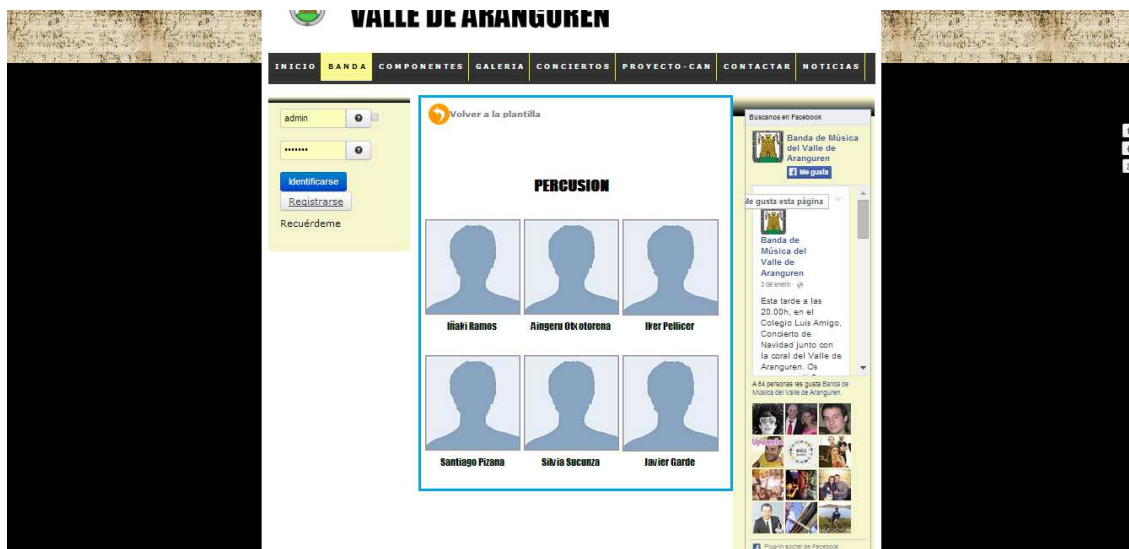 VALLE DE ARANGUREN
INICIO BANDA COMPONENTES GALERIA CONCIERTOS PROYECTO-CAN CONTACTAR NOTICIAS
admin
•••••••
Identificarse
Registrarse
Recuérdeme
Volver a la plantilla
PERCUSION
Iñaki Ramos Aingeru Otxotorena Iker Pellicer
Santiago Pizana Silvia Sucunza Javier Garde
Búscanos en Facebook
Banda de Música
del Valle de
Aranguren
Me gusta
Me gusta esta página
Banda de
Música del
Valle de
Aranguren
3 de enero
Esta tarde a las
20.00h, en el
Colegio Luis Amigo,
Concierto de
Navidad junto con
la coral del Valle de
Aranguren. Os
A 64 personas les gusta Banda de
Música del Valle de Aranguren.
Plug-in social de Facebook